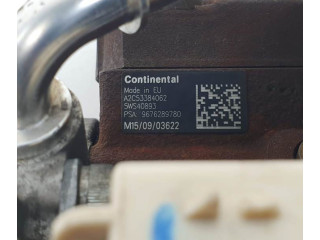 Continental
Made in EU
A2C53384062
5WS40893
PSA: 9676289780
M15/09/03622